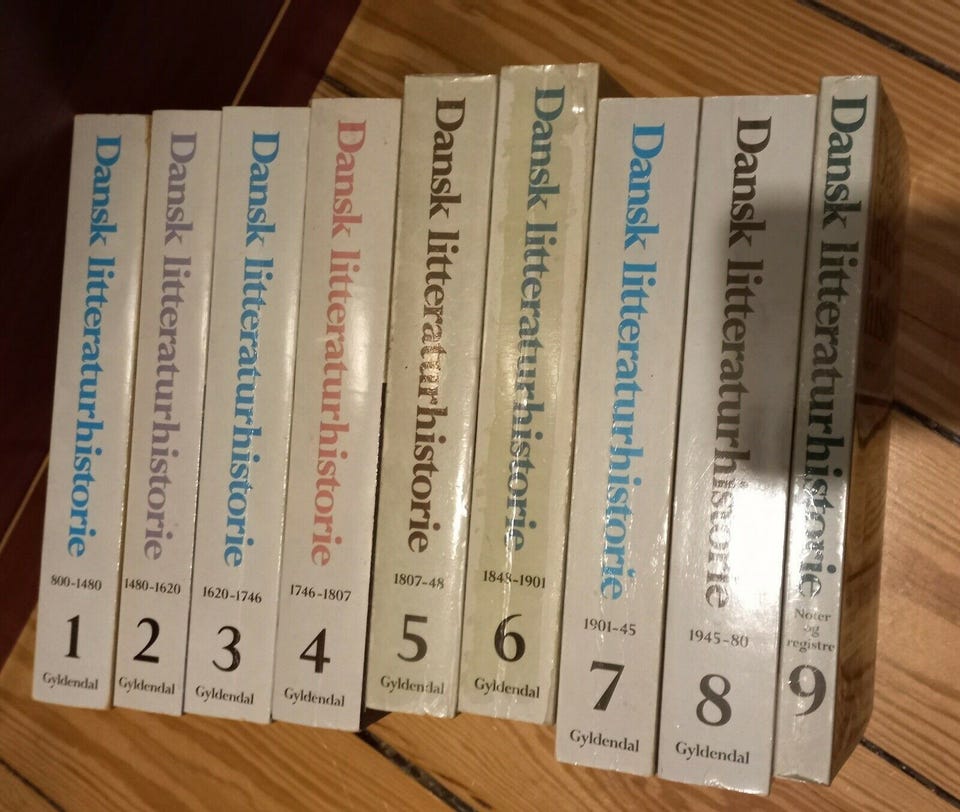 Dansk litteraturhistorie
800-1480
1
Gyldendal
Dansk litteraturhistorie
1480-1620
2
Gyldendal
Dansk litteraturhistorie
1620-1746
3
Gyldendal
Dansk litteraturhistorie
1746-1807
4
Gyldendal
Dansk litteraturhistorie
1807-48
5
Gyldendal
Dansk litteraturhistorie
1848-1901
6
Gyldendal
Dansk litteraturhistorie
1901-45
7
Gyldendal
Dansk litteraturhistorie
1945-80
8
Gyldendal
Dansk litteraturhistorie
Noter
og
registre
9